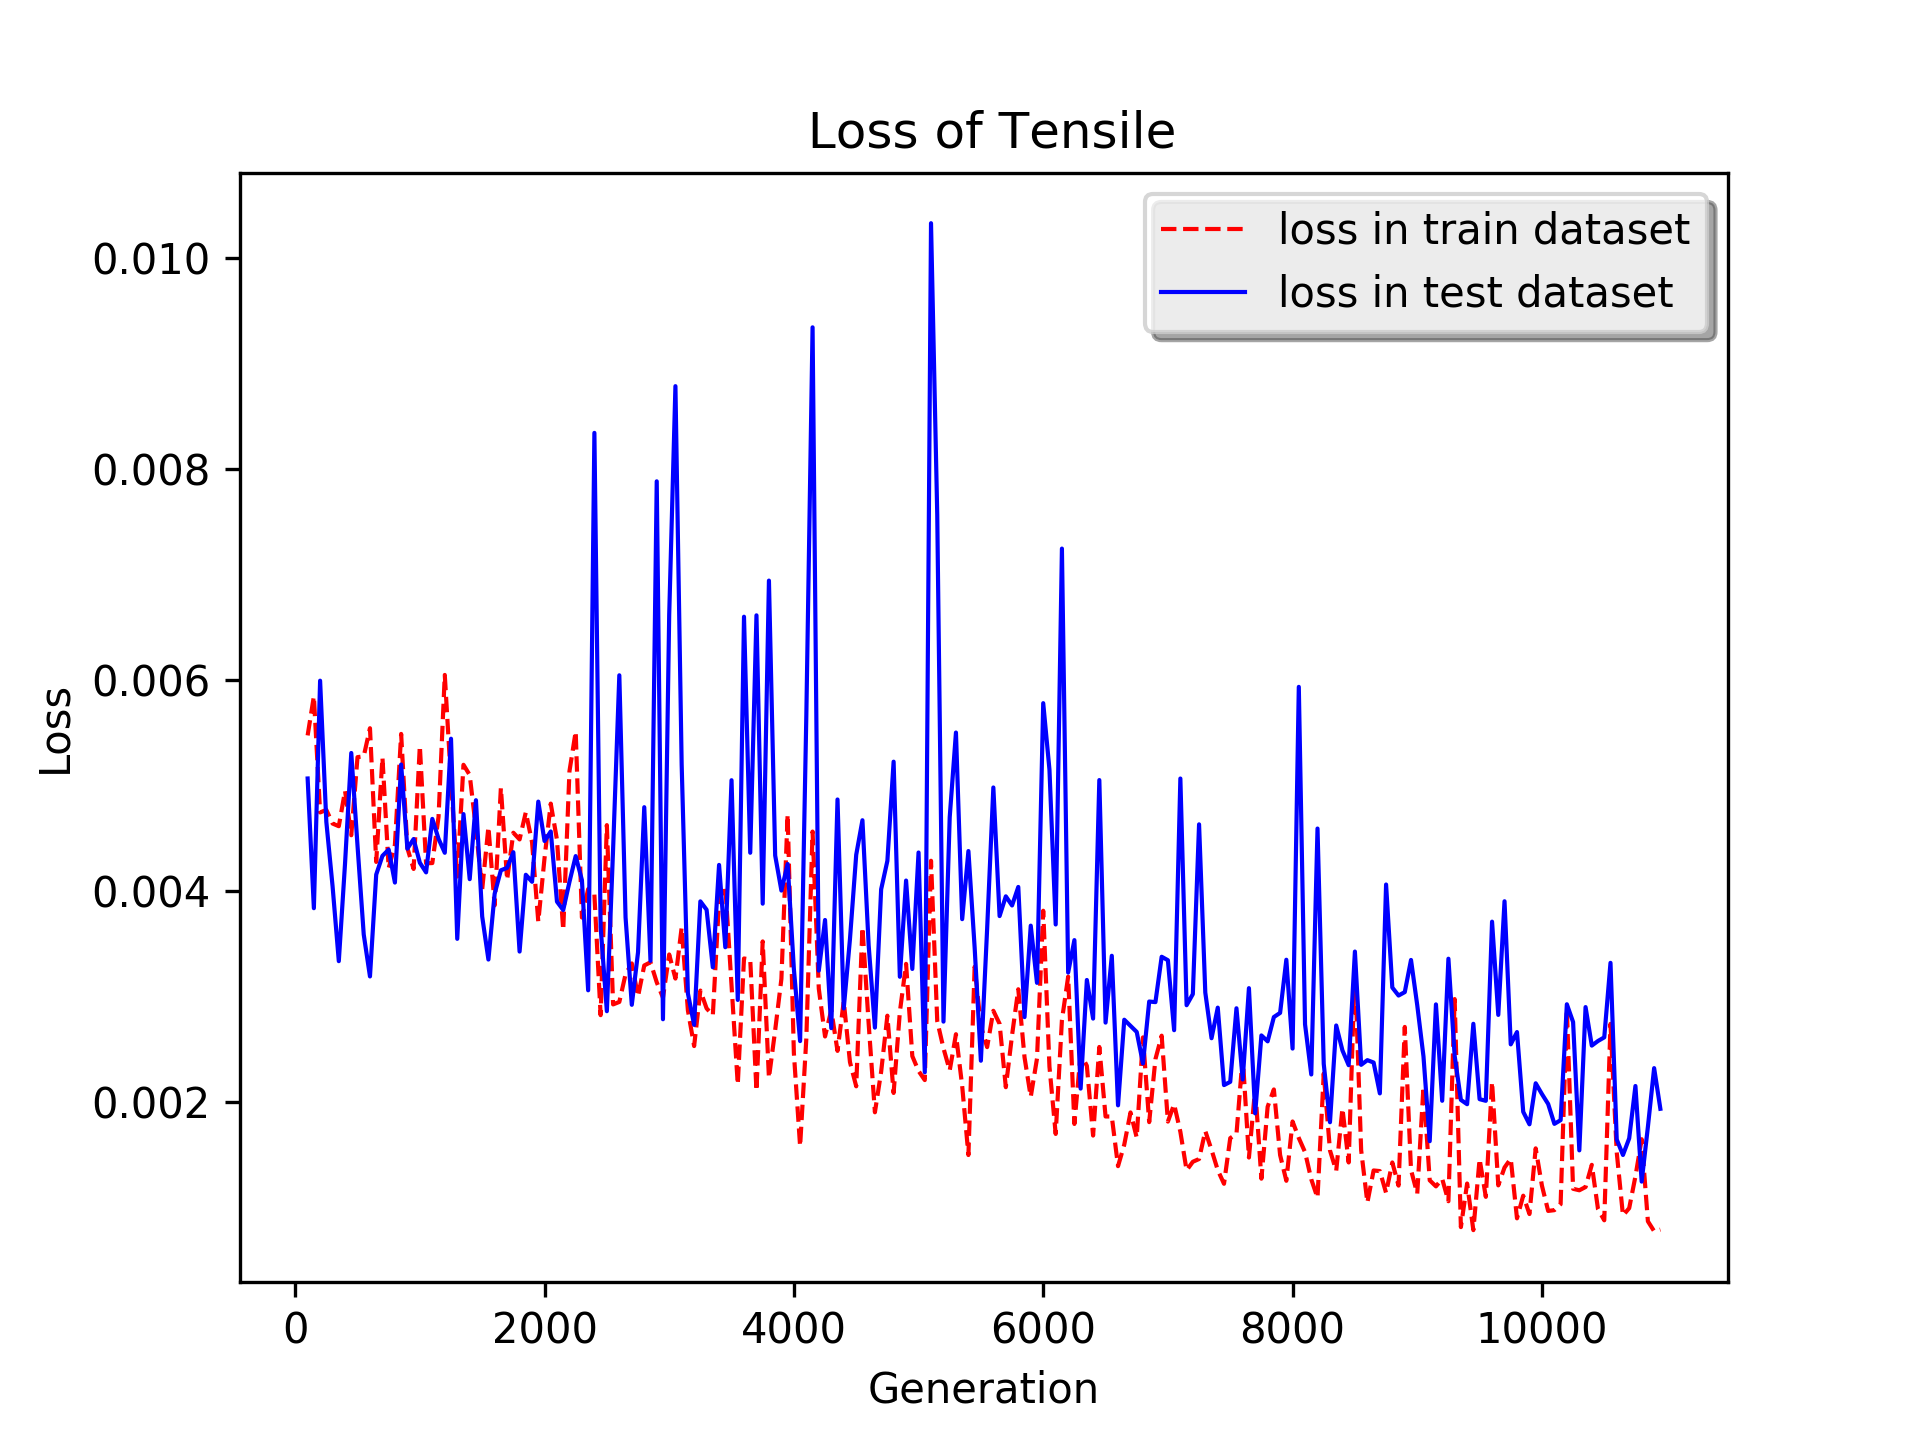 Loss of Tensile
loss in train dataset
loss in test dataset
0.010
0.008
0.006
0.004
0.002
Loss
0 2000 4000 6000 8000 10000
Generation